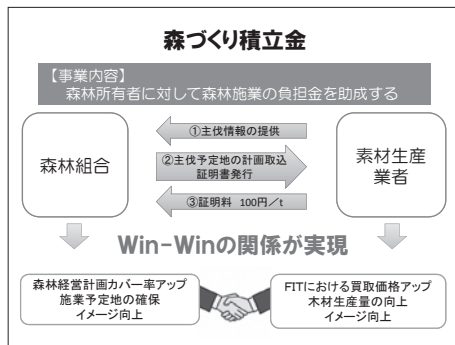 森づくり積立金
【事業内容】
森林所有者に対して森林施業の負担金を助成する
森林組合
①主伐情報の提供
②主伐予定地の計画取込
証明書発行
③証明料 100円/t
素材生産
業者
Win-Winの関係が実現
森林経営計画カバー率アップ
施業予定地の確保
イメージ向上
FITにおける買取価格アップ
木材生産量の向上
イメージ向上